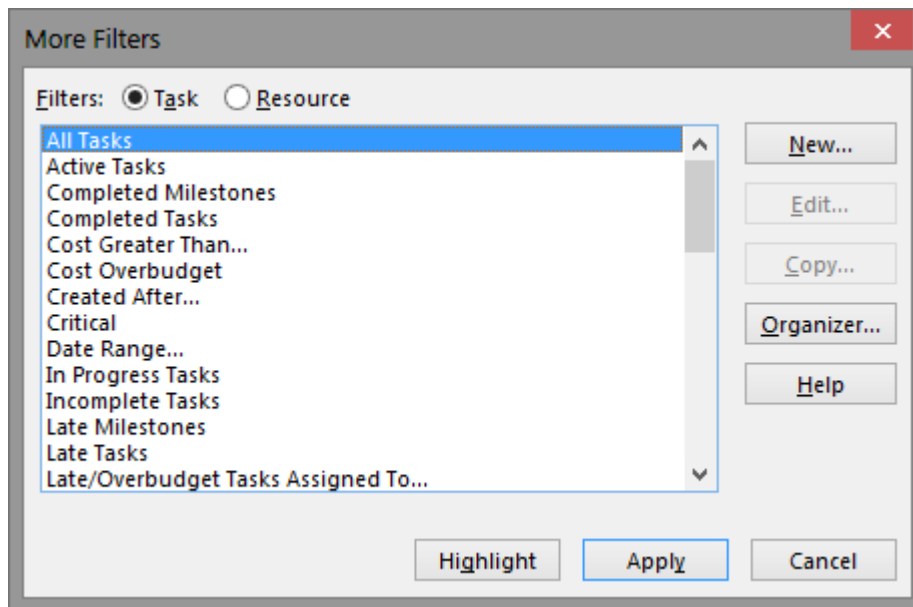 More Filters
Filters: Task Resource
All Tasks
Active Tasks
Completed Milestones
Completed Tasks
Cost Greater Than...
Cost Overbudget
Created After...
Critical
Date Range...
In Progress Tasks
Incomplete Tasks
Late Milestones
Late Tasks
Late/Overbudget Tasks Assigned To...
New...
Edit...
Copy...
Organizer...
Help
Highlight Apply Cancel